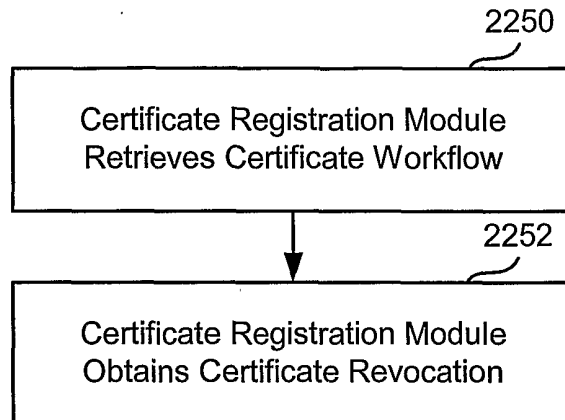 2250
Certificate Registration Module
Retrieves Certificate Workflow
2252
Certificate Registration Module
Obtains Certificate Revocation